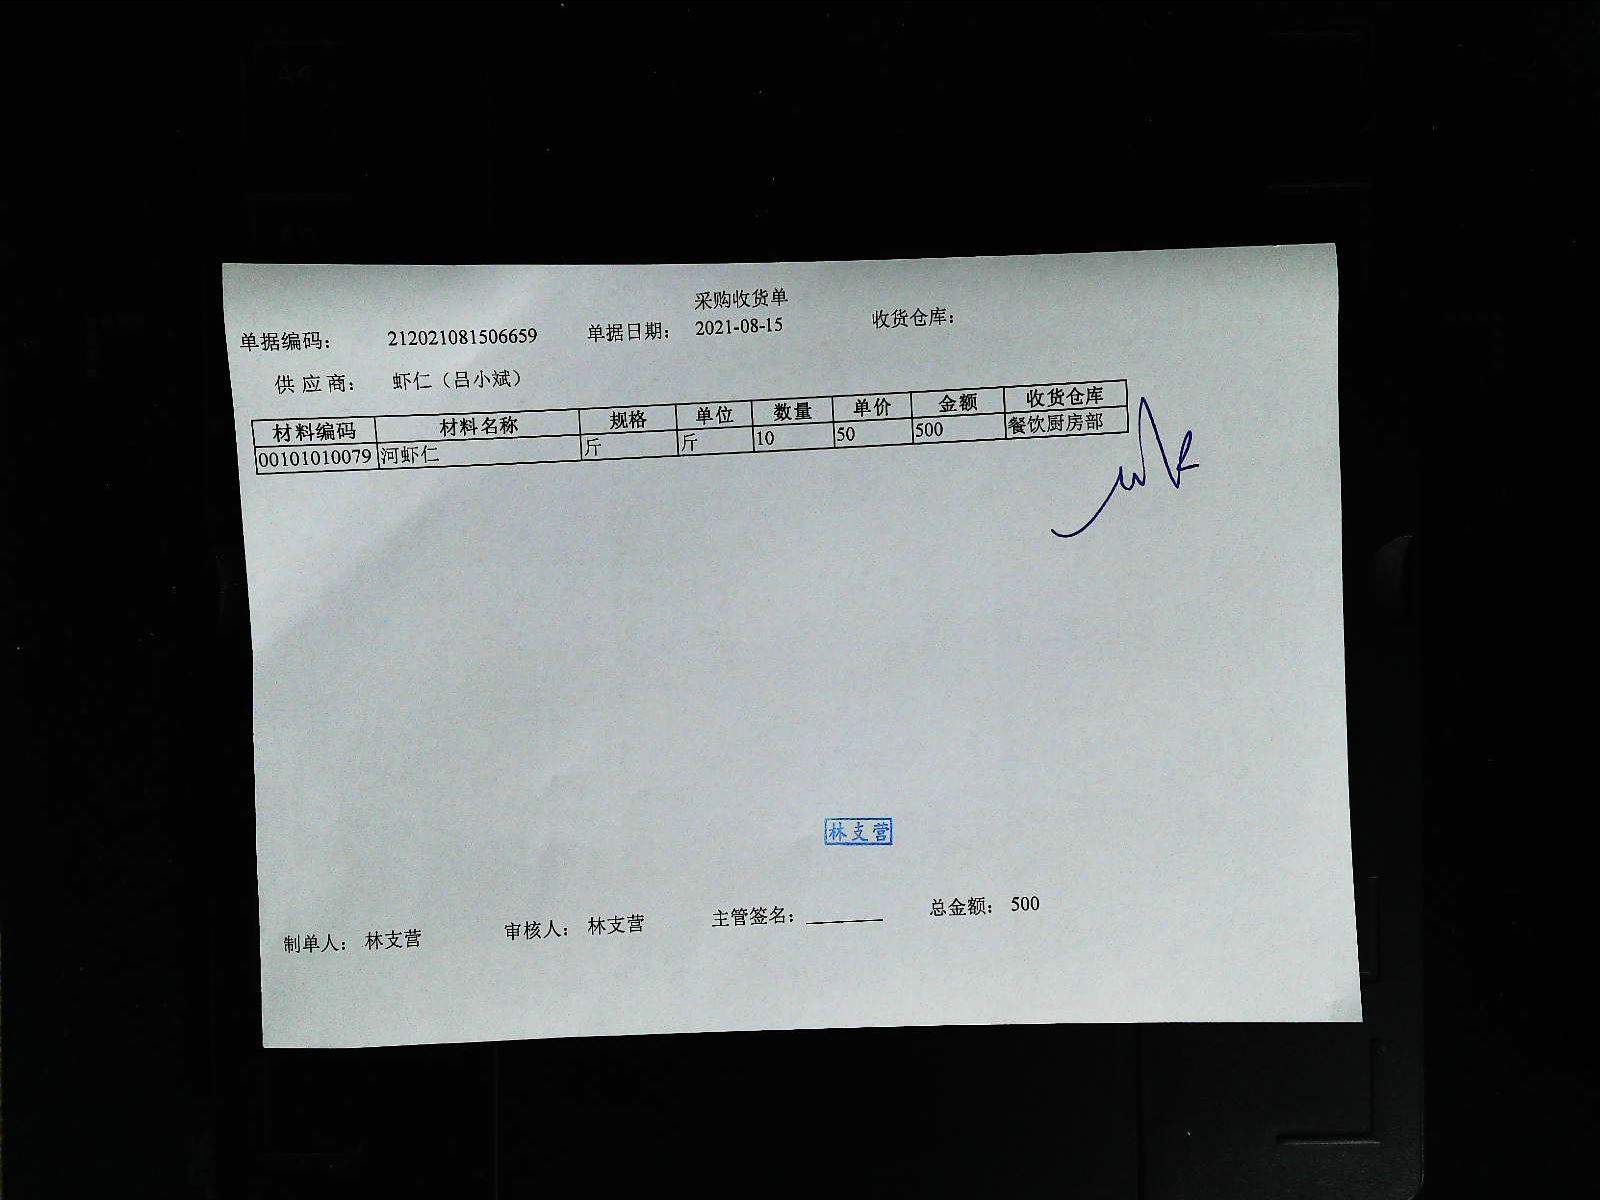 采购收货单
单据编码： 212021081506659 单据日期： 2021-08-15 收货仓库：
供应商： 虾仁（吕小斌）
材料编码 材料名称 规格 单位 数量 单价 金额 收货仓库
00101010079 河虾仁 斤 斤 10 50 500 餐饮厨房部
林支营
制单人： 林支营 审核人： 林支营 主管签名：________ 总金额： 500